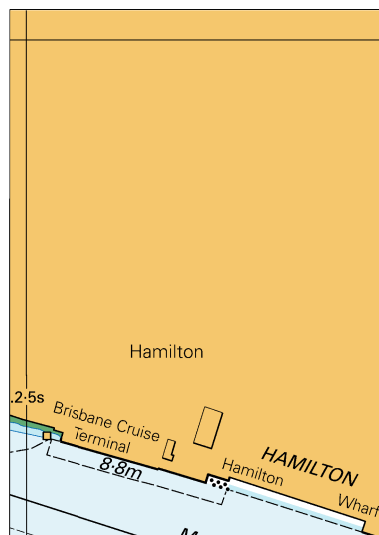 Hamilton
.2·5s
Brisbane Cruise
Terminal
8·8m
HAMILTON
Hamilton
Wharf
M